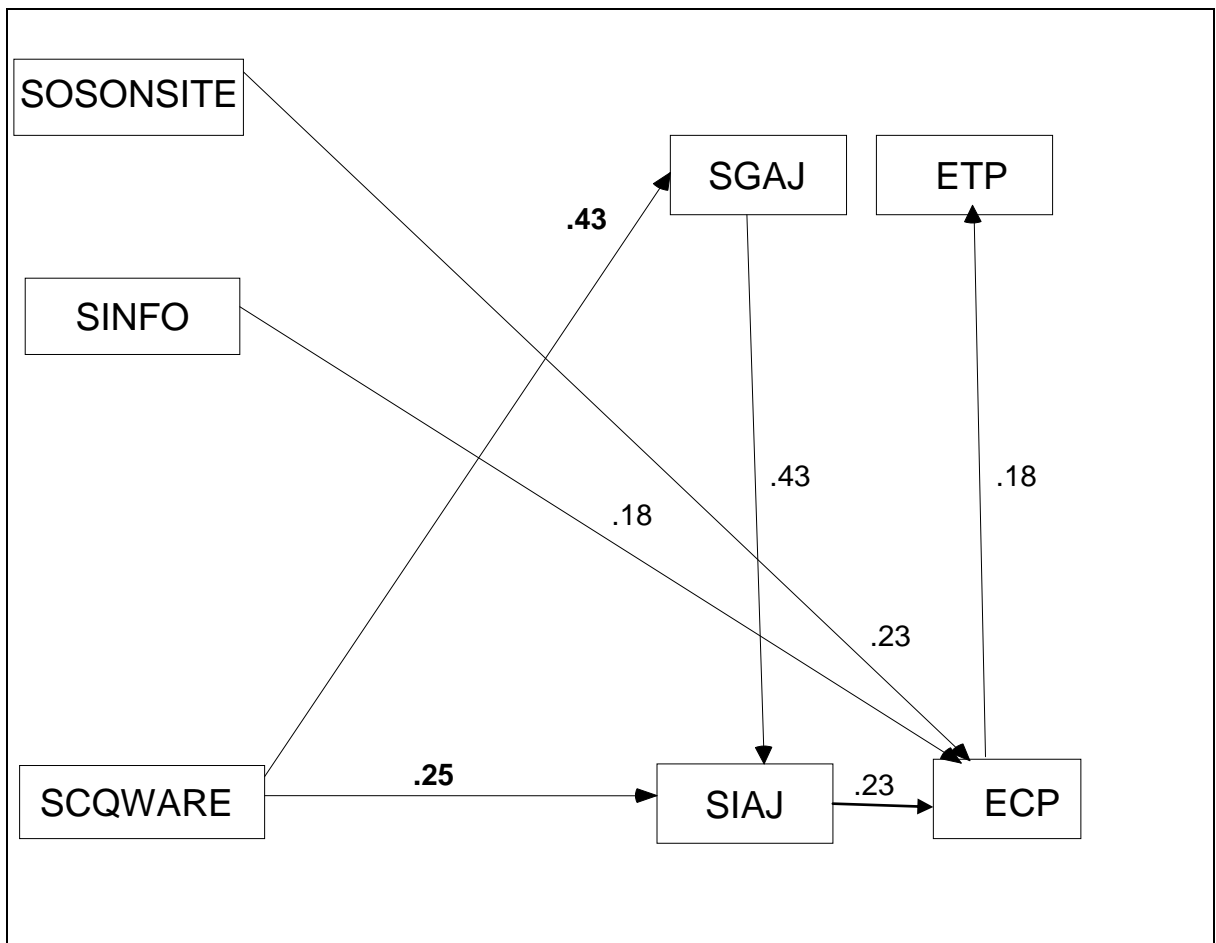 SOSONSITE
SGAJ
ETP
.43
SINFO
.43
.18
.18
.23
SCQWARE
.25
SIAJ
.23
ECP